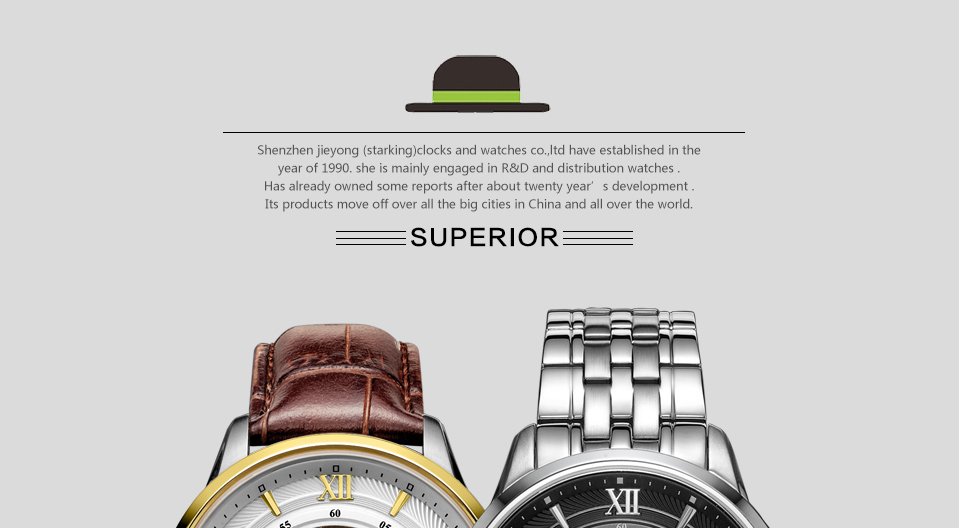 Shenzhen jieyong (starking)clocks and watches co.,ltd have established in the
year of 1990. she is mainly engaged in R&D and distribution watches .
Has already owned some reports after about twenty year’s development .
Its products move off over all the big cities in China and all over the world.
SUPERIOR
XII
60
55
05
XII
60